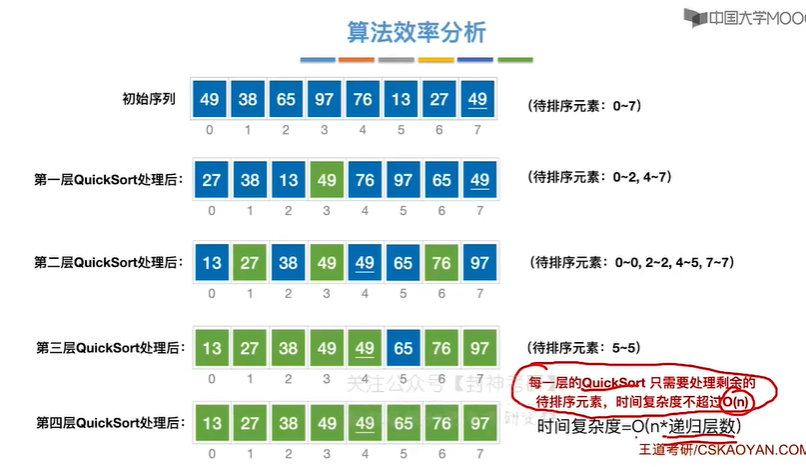 中国大学MOO
算法效率分析
初始序列 49 38 65 97 76 13 27 49 (待排序元素：0~7)
0 1 2 3 4 5 6 7
第一层QuickSort处理后： 27 38 13 49 76 97 65 49 (待排序元素：0~2, 4~7)
0 1 2 3 4 5 6 7
第二层QuickSort处理后： 13 27 38 49 49 65 76 97 (待排序元素：0~0, 2~2, 4~5, 7~7)
0 1 2 3 4 5 6 7
第三层QuickSort处理后： 13 27 38 49 49 65 76 97 (待排序元素：5~5)
0 1 2 3 4 5 6 7
关注公众号【封神考
每一层的QuickSort 只需要处理剩余的
待排序元素，时间复杂度不超过O(n)
第四层QuickSort处理后： 13 27 38 49 49 65 76 97
时间复杂度=O(n*递归层数)
0 1 2 3 4 5 6 7
王道考研/CSKAOYAN.COM